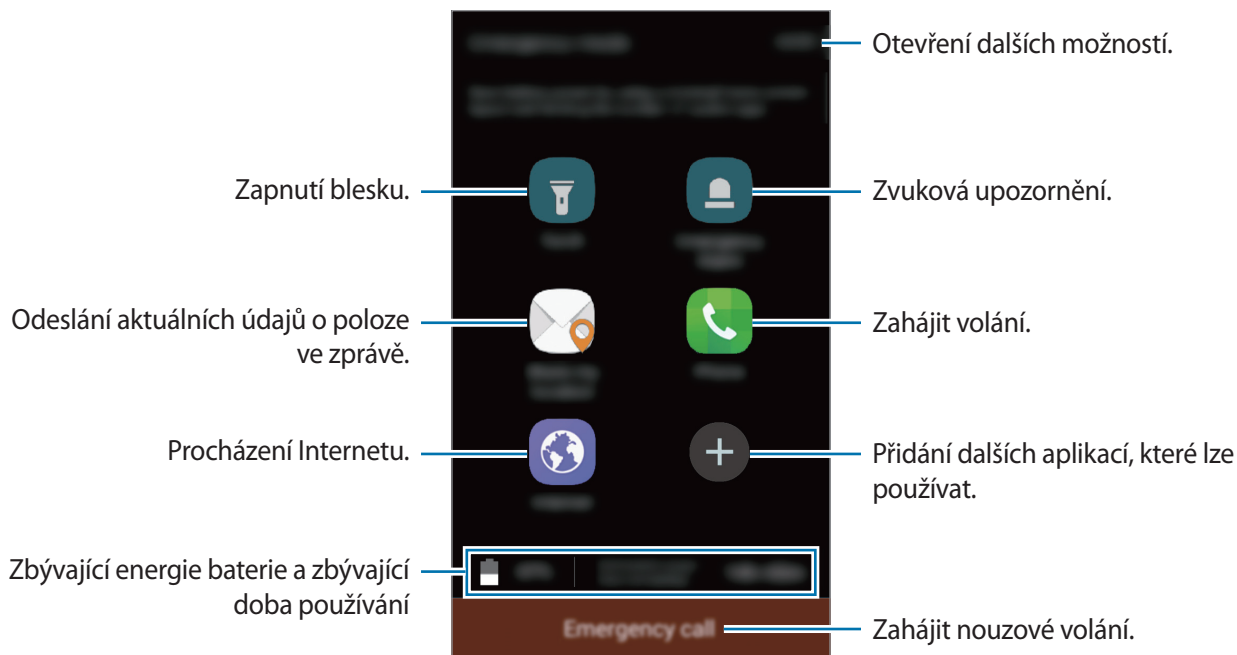 Otevření dalších možností.
Zapnutí blesku.
Zvuková upozornění.
Odeslání aktuálních údajů o poloze
ve zprávě.
Zahájit volání.
Procházení Internetu.
Přidání dalších aplikací, které lze
používat.
Zbývající energie baterie a zbývající
doba používání
Emergency call
Zahájit nouzové volání.